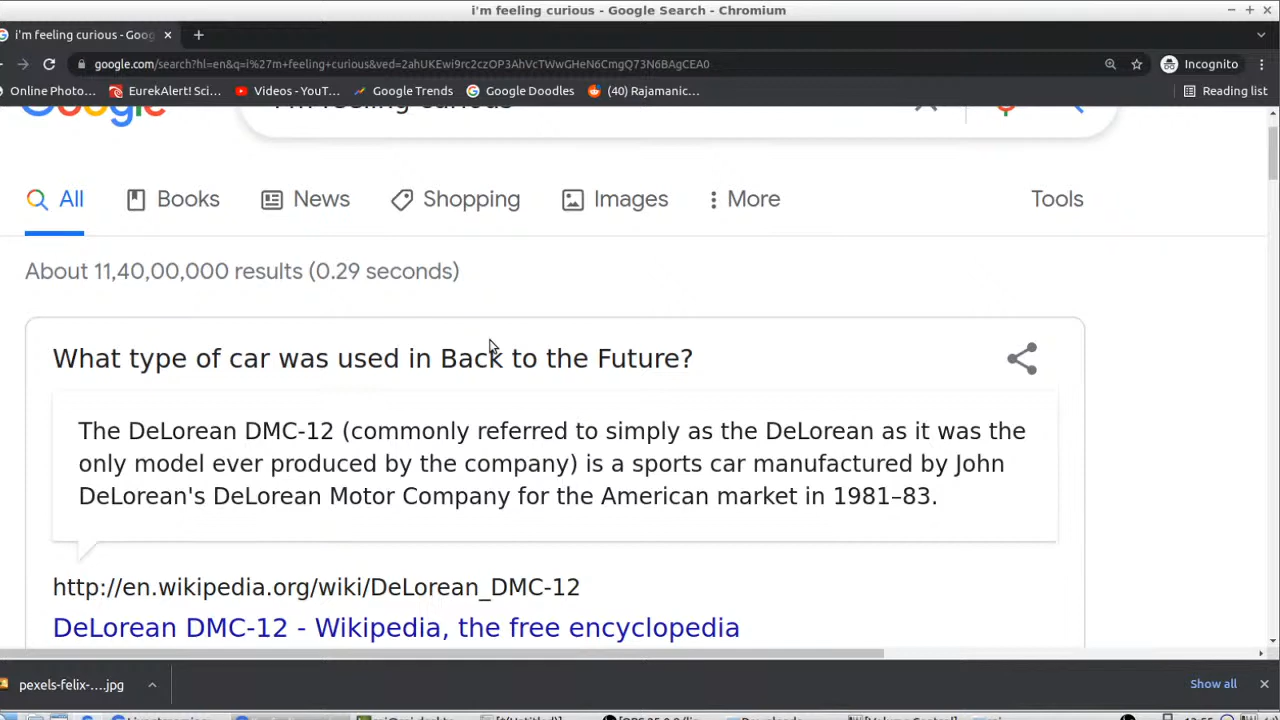 i'm feeling curious - Google Search - Chromium
i'm feeling curious - Goog
google.com/search?hl=en&q=i%27m+feeling+curious&ved=2ahUKEwi9rc2czOP3AhVcTWwGHeN6CmgQ73N6BAgCEA0
Incognito
Online Photo... EurekAlert! Sci... Videos - YouT... Google Trends Google Doodles (40) Rajamanic... Reading list
Google i'm feeling curious
All Books News Shopping Images More Tools
About 11,40,00,000 results (0.29 seconds)
What type of car was used in Back to the Future?
The DeLorean DMC-12 (commonly referred to simply as the DeLorean as it was the
only model ever produced by the company) is a sports car manufactured by John
DeLorean's DeLorean Motor Company for the American market in 1981–83.
http://en.wikipedia.org/wiki/DeLorean_DMC-12
DeLorean DMC-12 - Wikipedia, the free encyclopedia
pexels-felix-....jpg Show all